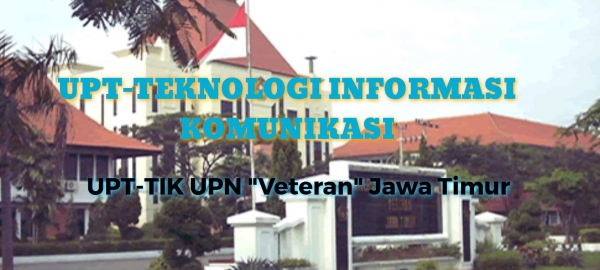 UPT-TEKNOLOGI INFORMASI
KOMUNIKASI
UPT-TIK UPN "Veteran" Jawa Timur